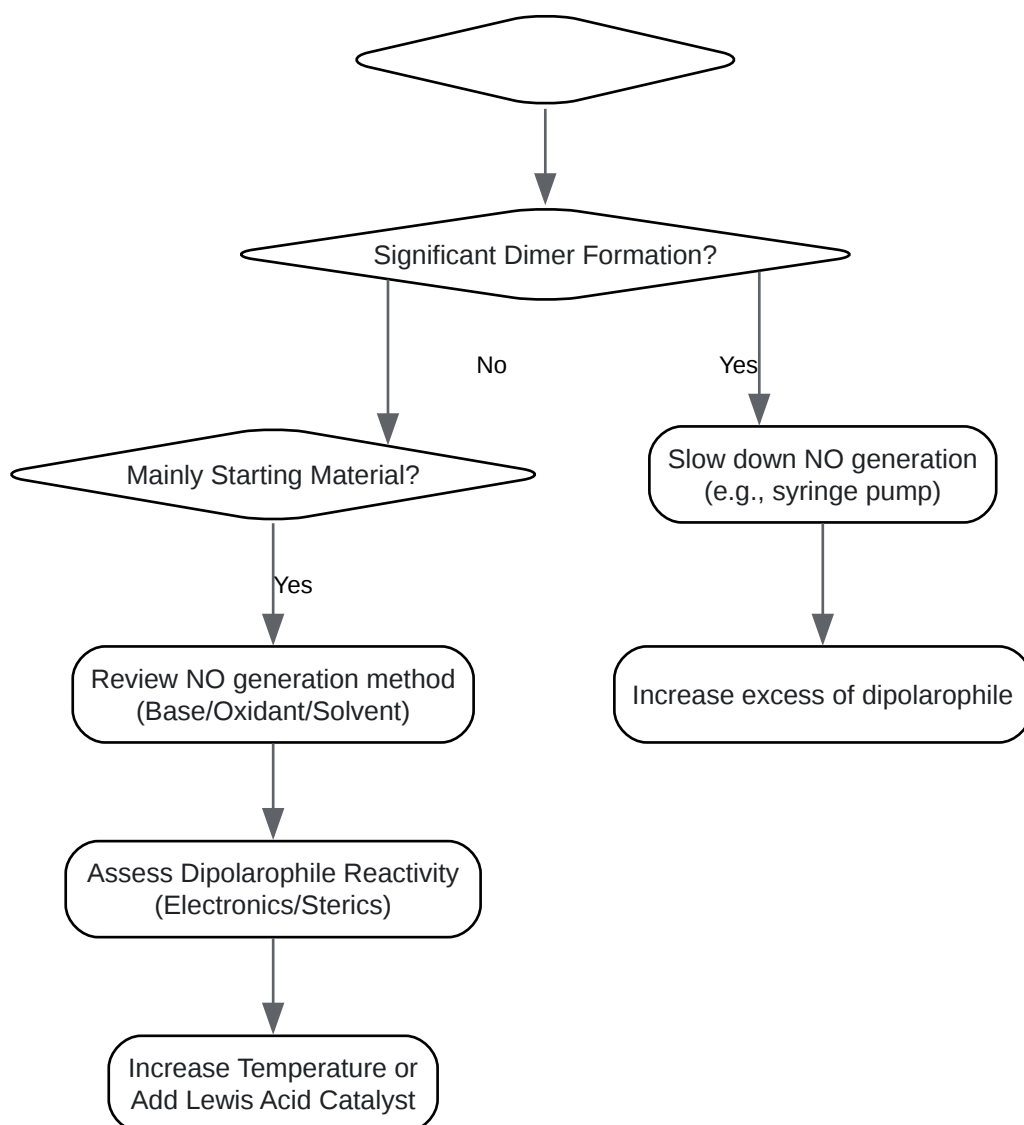 Significant Dimer Formation?
No
Yes
Mainly Starting Material?
Slow down NO generation
(e.g., syringe pump)
Yes
Review NO generation method
(Base/Oxidant/Solvent)
Increase excess of dipolarophile
Assess Dipolarophile Reactivity
(Electronics/Sterics)
Increase Temperature or
Add Lewis Acid Catalyst